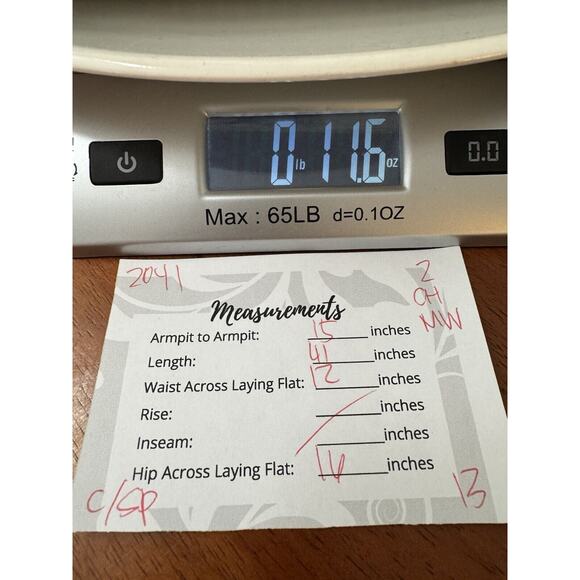 0 lb 11.6 oz
0.0
Max : 65LB d=0.1OZ
2041
2
CH
MW
Measurements
Armpit to Armpit: 15 inches
Length: 41 inches
Waist Across Laying Flat: 12 inches
Rise: inches
Inseam: inches
Hip Across Laying Flat: 16 inches
C/SP
13